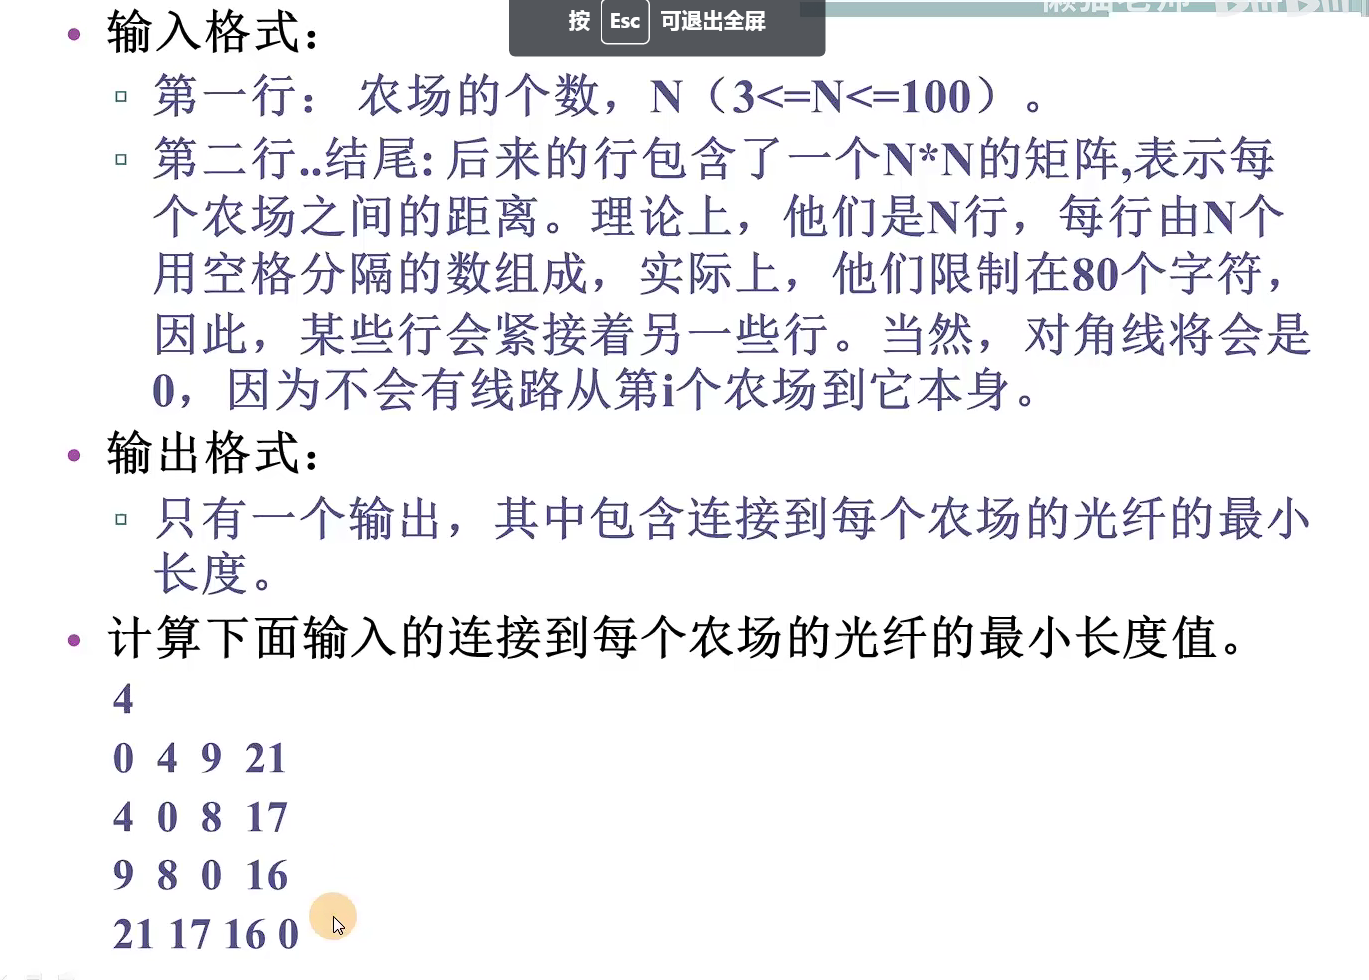 按 Esc 可退出全屏
输入格式：
第一行： 农场的个数，N（3<=N<=100）。
第二行..结尾: 后来的行包含了一个N*N的矩阵,表示每
个农场之间的距离。理论上，他们是N行，每行由N个
用空格分隔的数组成，实际上，他们限制在80个字符，
因此，某些行会紧接着另一些行。当然，对角线将会是
0，因为不会有线路从第i个农场到它本身。
输出格式：
只有一个输出，其中包含连接到每个农场的光纤的最小
长度。
计算下面输入的连接到每个农场的光纤的最小长度值。
4
0 4 9 21
4 0 8 17
9 8 0 16
21 17 16 0